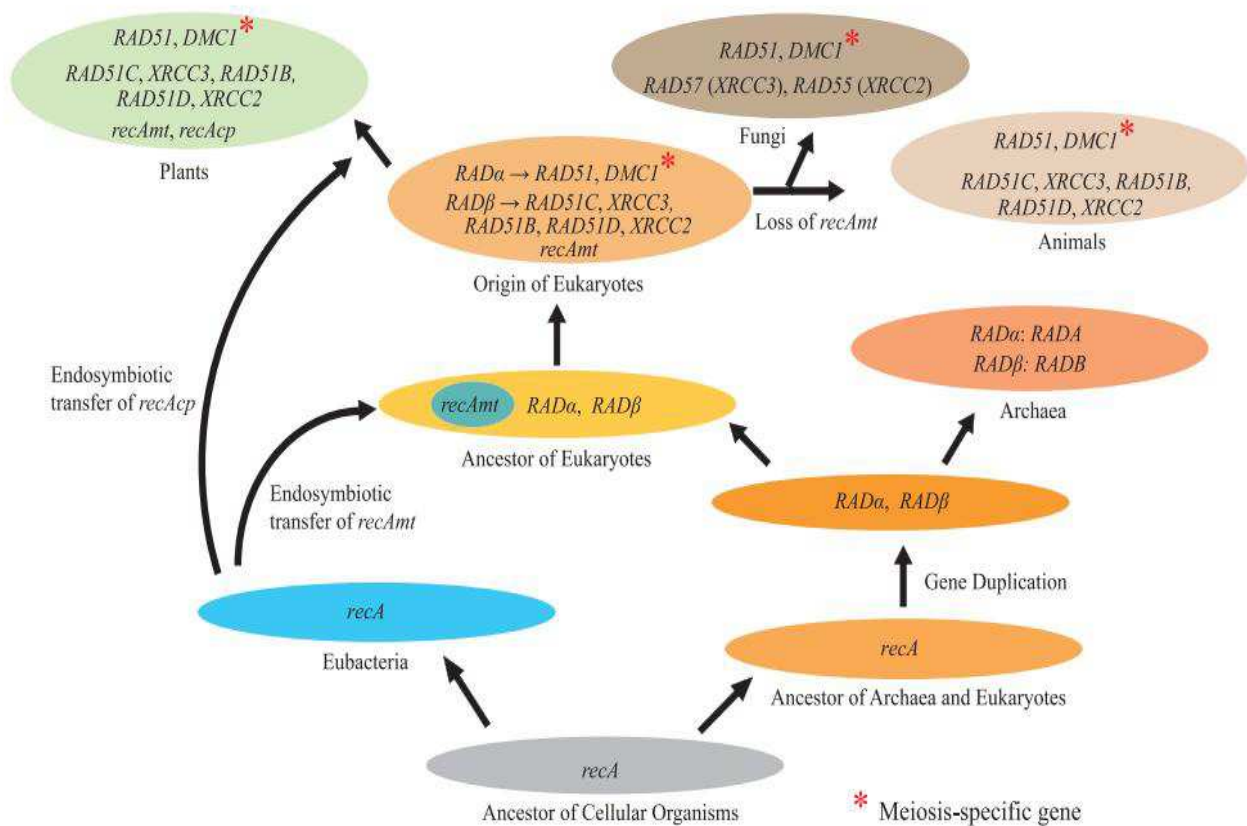 RAD51, DMC1*
RAD51C, XRCC3, RAD51B,
RAD51D, XRCC2
recAmt, recAcp
Plants
RAD51, DMC1*
RAD57 (XRCC3), RAD55 (XRCC2)
Fungi
RAD51, DMC1*
RAD51C, XRCC3, RAD51B,
RAD51D, XRCC2
Animals
RADα → RAD51, DMC1*
RADβ → RAD51C, XRCC3,
RAD51B, RAD51D, XRCC2
recAmt
Origin of Eukaryotes
Loss of recAmt
RADα: RADA
RADβ: RADB
Archaea
Endosymbiotic
transfer of recAcp
recAmt
RADα, RADβ
Ancestor of Eukaryotes
Endosymbiotic
transfer of recAmt
RADα, RADβ
Gene Duplication
recA
Eubacteria
recA
Ancestor of Archaea and Eukaryotes
recA
Ancestor of Cellular Organisms
* Meiosis-specific gene